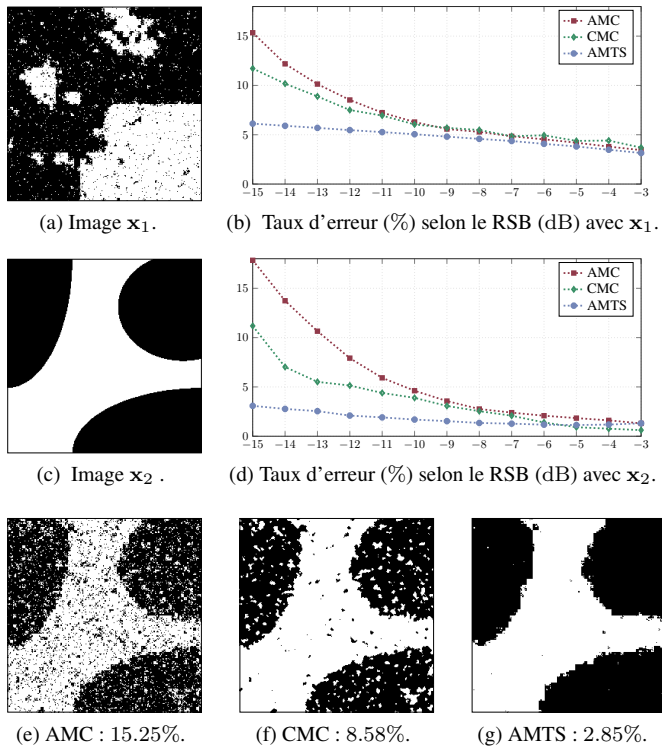 AMC
CMC
AMTS
15
10
5
0
−15 −14 −13 −12 −11 −10 −9 −8 −7 −6 −5 −4 −3
(a) Image x₁.
(b) Taux d'erreur (%) selon le RSB (dB) avec x₁.
AMC
CMC
AMTS
15
10
5
0
−15 −14 −13 −12 −11 −10 −9 −8 −7 −6 −5 −4 −3
(c) Image x₂ .
(d) Taux d'erreur (%) selon le RSB (dB) avec x₂.
(e) AMC : 15.25%.
(f) CMC : 8.58%.
(g) AMTS : 2.85%.